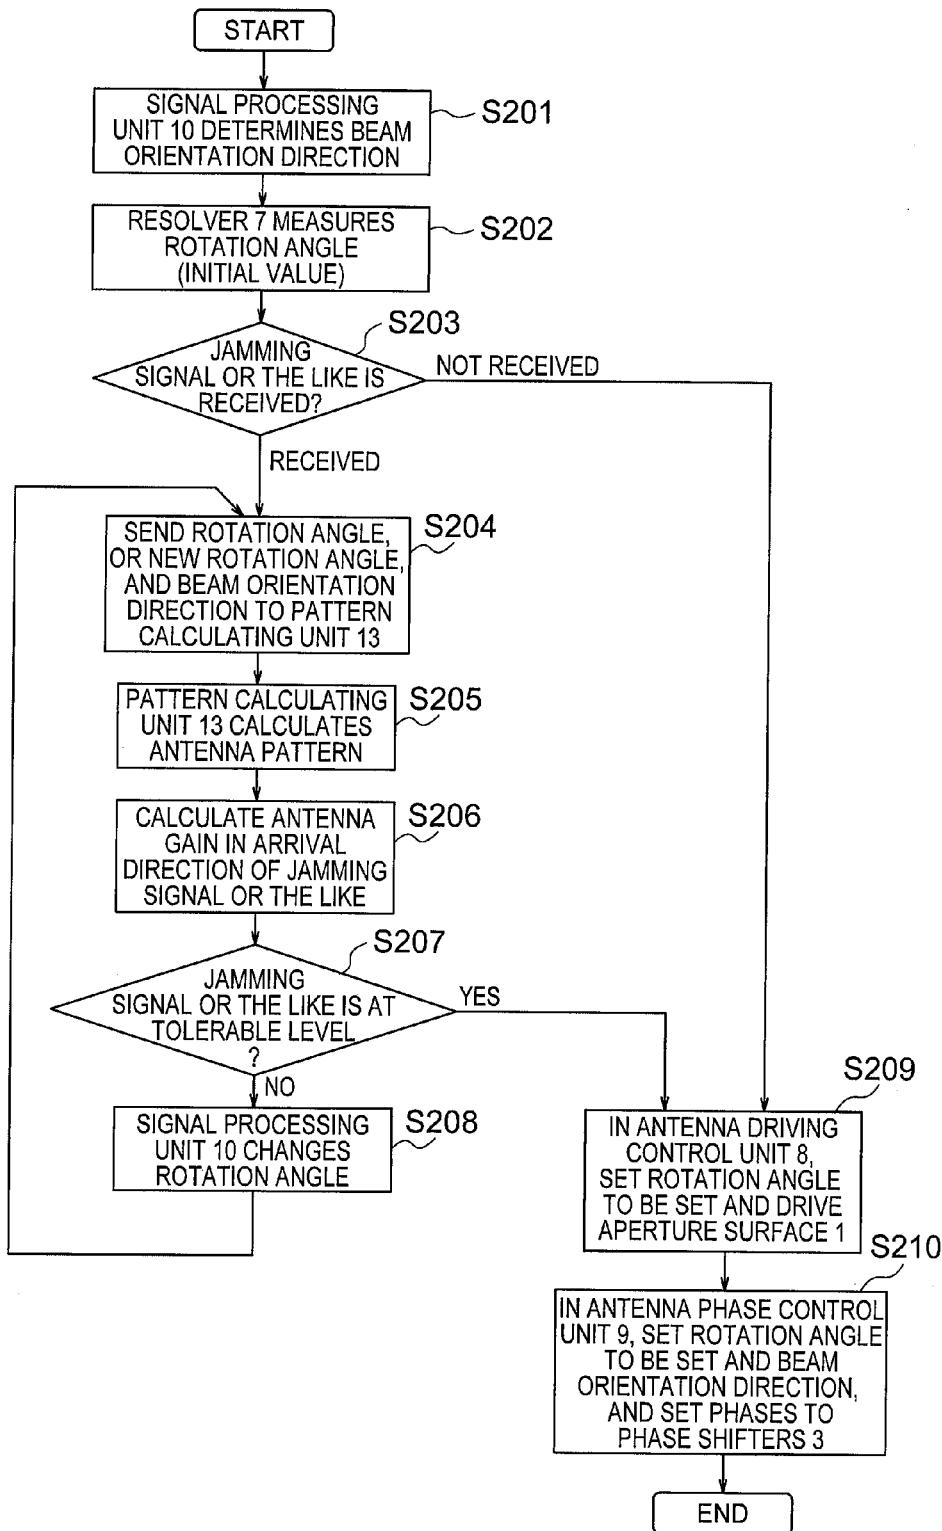 START
SIGNAL PROCESSING
UNIT 10 DETERMINES BEAM
ORIENTATION DIRECTION
S201
RESOLVER 7 MEASURES
ROTATION ANGLE
(INITIAL VALUE)
S202
S203
JAMMING
SIGNAL OR THE LIKE IS
RECEIVED?
NOT RECEIVED
RECEIVED
SEND ROTATION ANGLE,
OR NEW ROTATION ANGLE,
AND BEAM ORIENTATION
DIRECTION TO PATTERN
CALCULATING UNIT 13
S204
PATTERN CALCULATING
UNIT 13 CALCULATES
ANTENNA PATTERN
S205
CALCULATE ANTENNA
GAIN IN ARRIVAL
DIRECTION OF JAMMING
SIGNAL OR THE LIKE
S206
S207
JAMMING
SIGNAL OR THE LIKE IS AT
TOLERABLE LEVEL
?
YES
NO
SIGNAL PROCESSING
UNIT 10 CHANGES
ROTATION ANGLE
S208
S209
IN ANTENNA DRIVING
CONTROL UNIT 8,
SET ROTATION ANGLE
TO BE SET AND DRIVE
APERTURE SURFACE 1
S210
IN ANTENNA PHASE CONTROL
UNIT 9, SET ROTATION ANGLE
TO BE SET AND BEAM
ORIENTATION DIRECTION,
AND SET PHASES TO
PHASE SHIFTERS 3
END